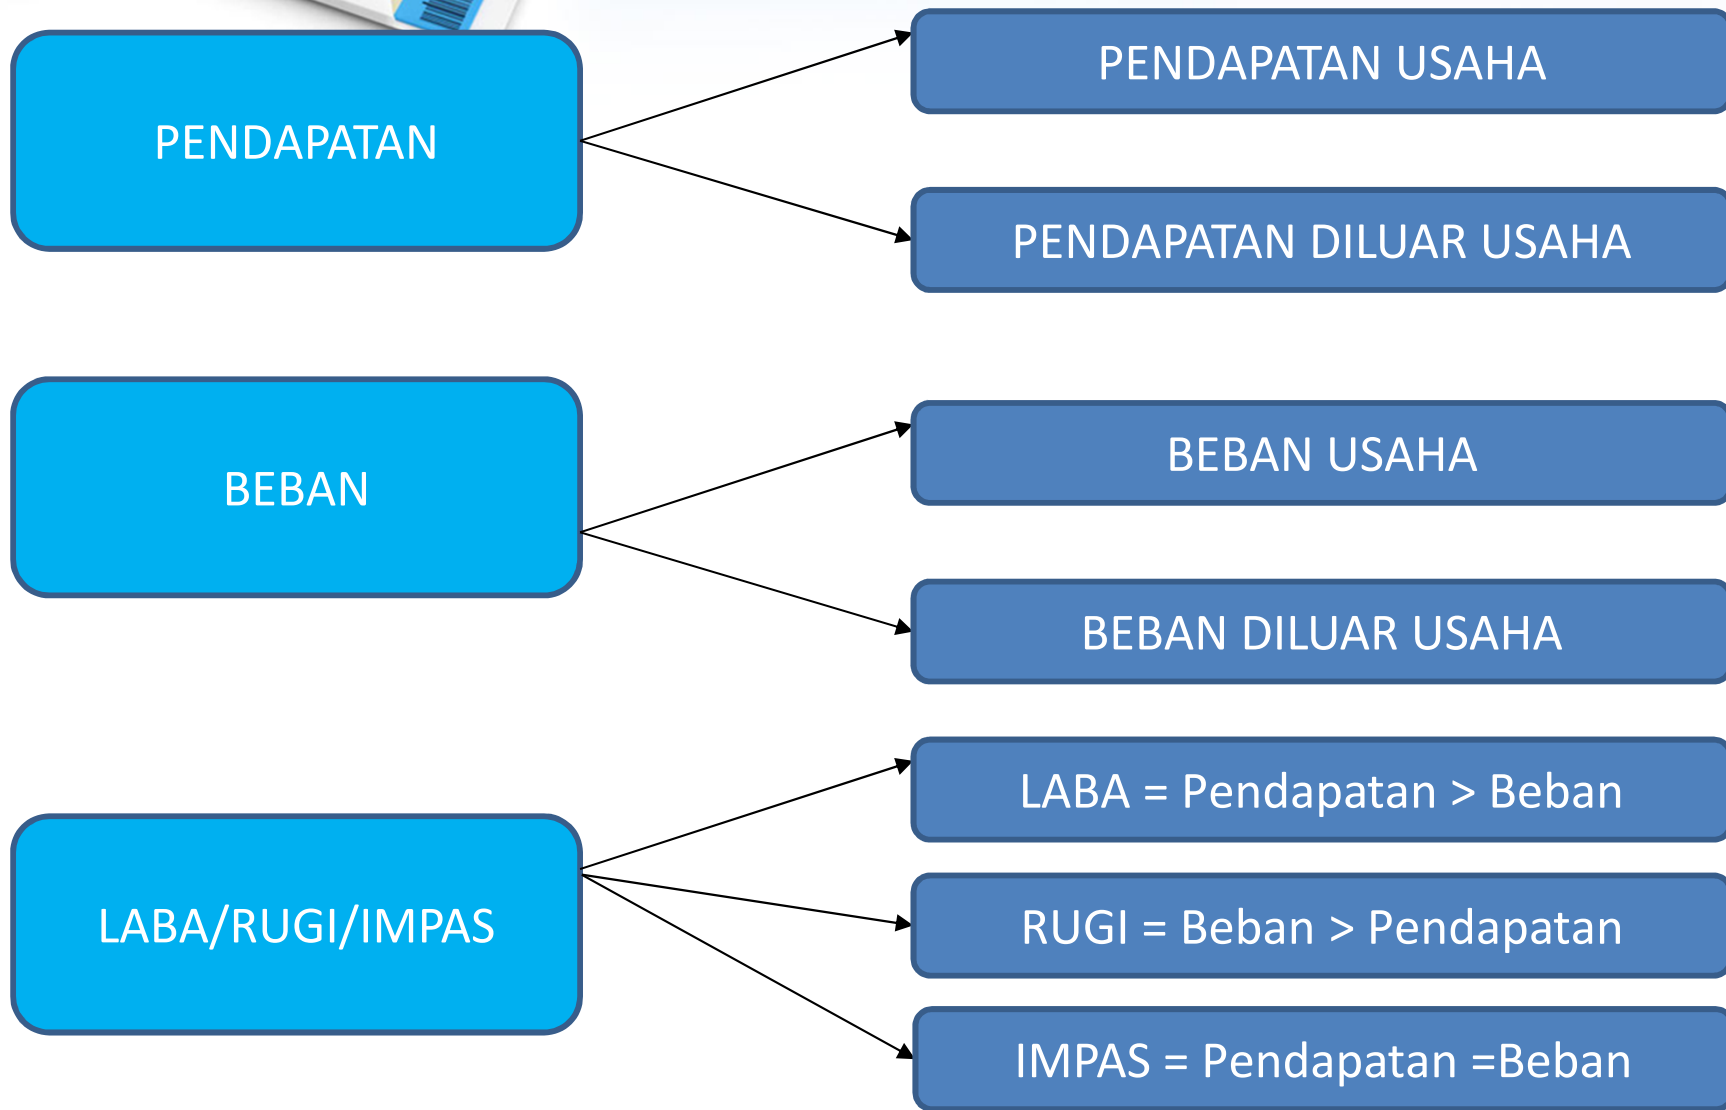 PENDAPATAN
PENDAPATAN USAHA
PENDAPATAN DILUAR USAHA
BEBAN
BEBAN USAHA
BEBAN DILUAR USAHA
LABA/RUGI/IMPAS
LABA = Pendapatan > Beban
RUGI = Beban > Pendapatan
IMPAS = Pendapatan =Beban